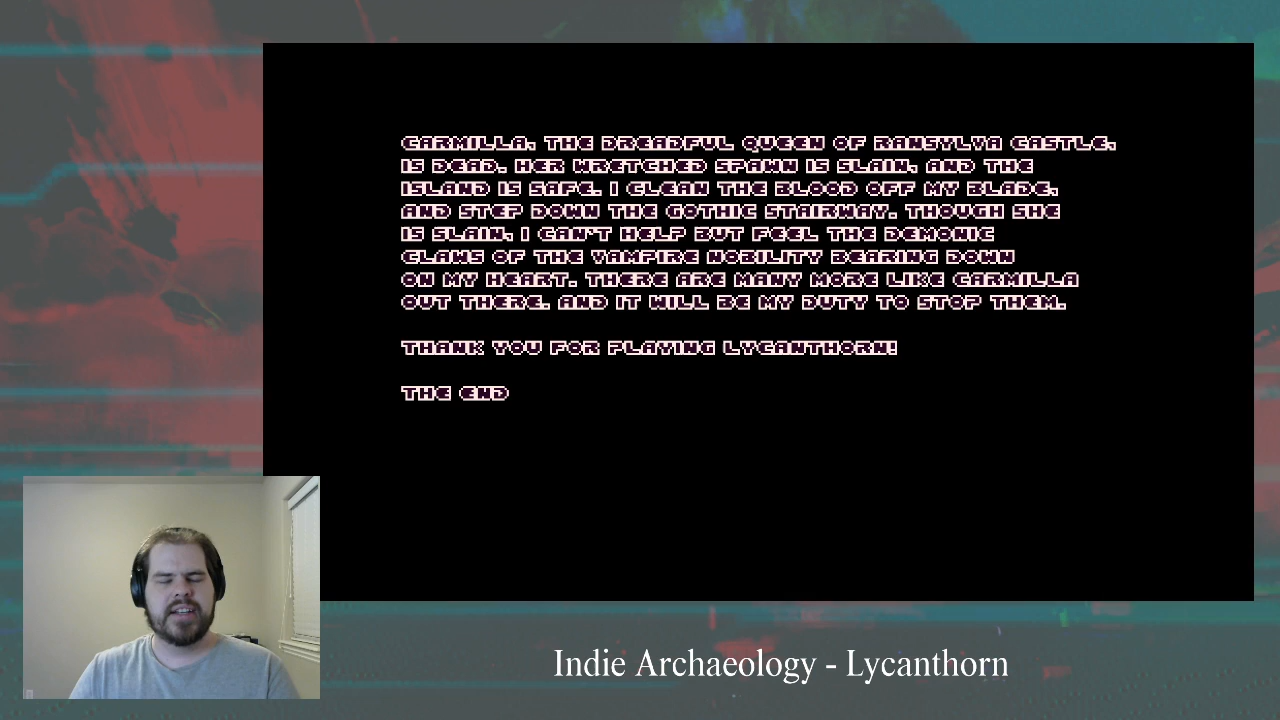 CARMILLA, THE DREADFUL QUEEN OF RANSYLVA CASTLE,
IS DEAD. HER WRETCHED SPAWN IS SLAIN, AND THE
ISLAND IS SAFE. I CLEAN THE BLOOD OFF MY BLADE,
AND STEP DOWN THE GOTHIC STAIRWAY. THOUGH SHE
IS SLAIN, I CAN'T HELP BUT FEEL THE DEMONIC
CLAWS OF THE VAMPIRE NOBILITY BEARING DOWN
ON MY HEART. THERE ARE MANY MORE LIKE CARMILLA
OUT THERE. AND IT WILL BE MY DUTY TO STOP THEM.
THANK YOU FOR PLAYING LYCANTHORN!
THE END
Indie Archaeology - Lycanthorn